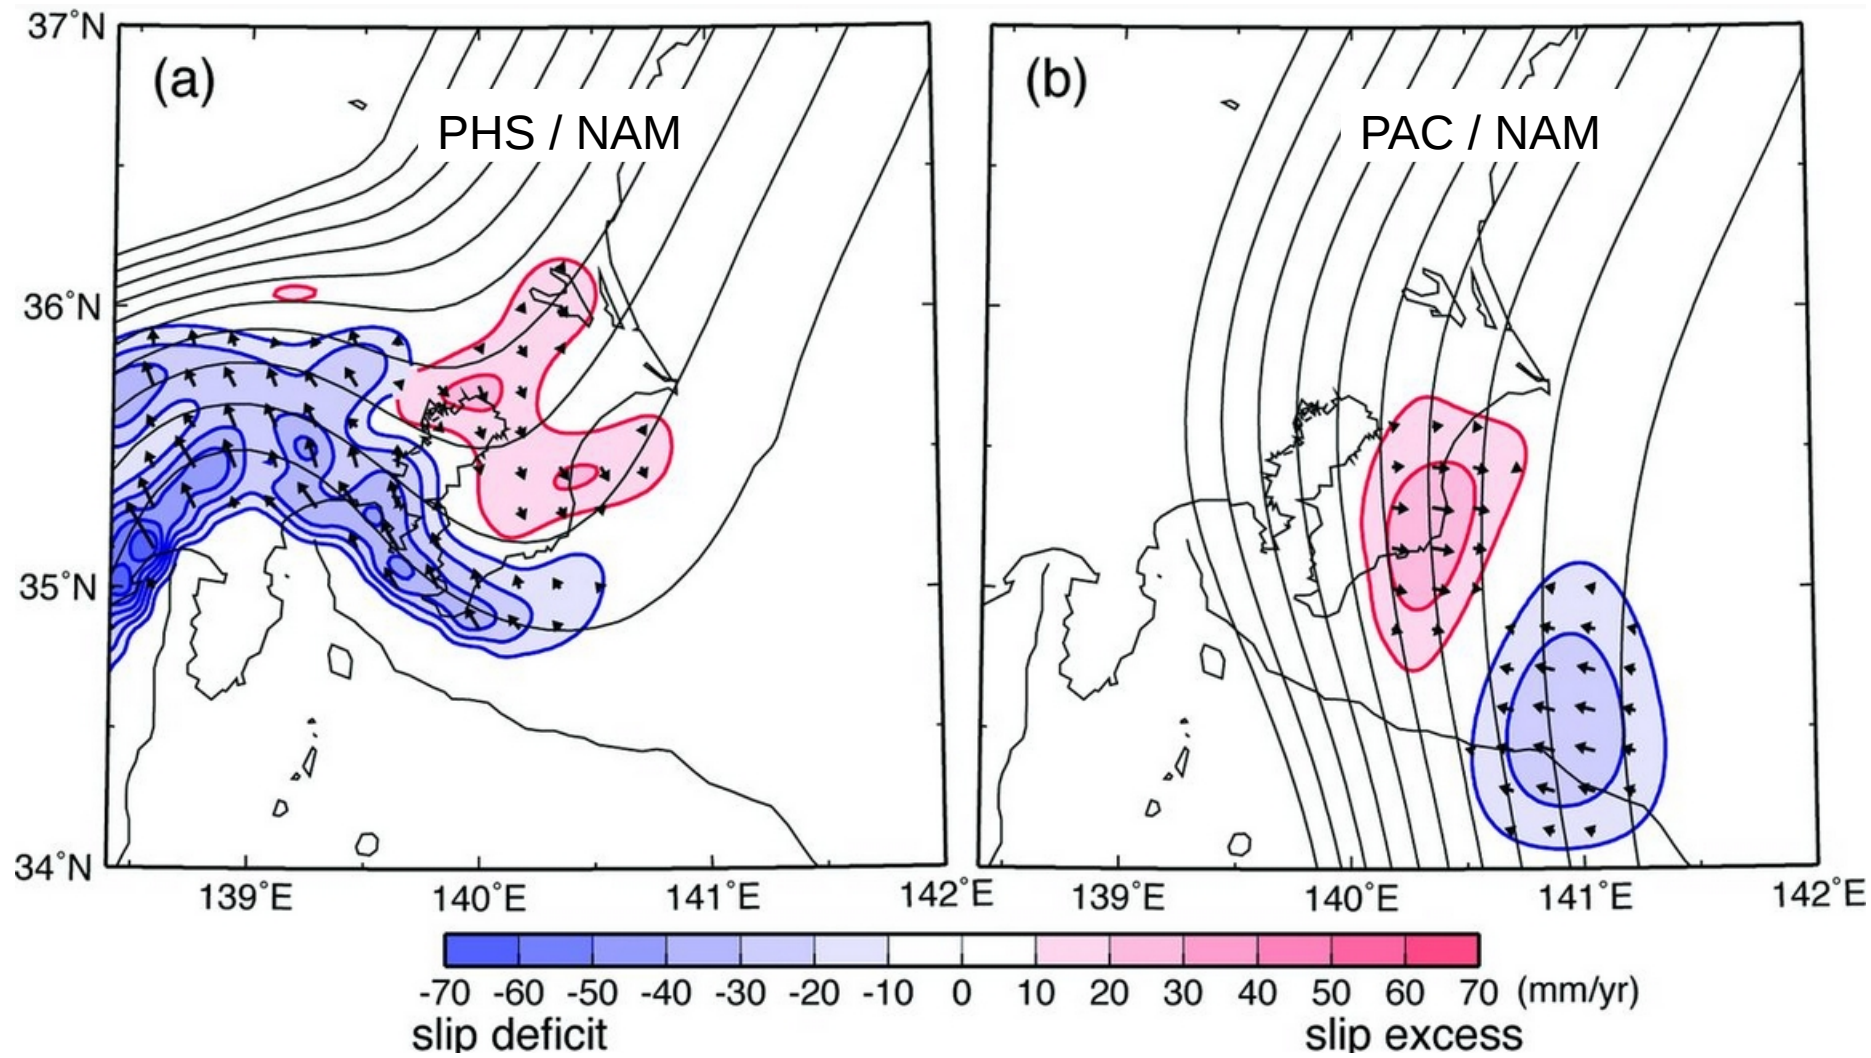 37°N
(a)
(b)
PHS / NAM
PAC / NAM
36°N
35°N
34°N
139°E
140°E
141°E
142°E
139°E
140°E
141°E
142°E
-70 -60 -50 -40 -30 -20 -10 0 10 20 30 40 50 60 70 (mm/yr)
slip deficit
slip excess